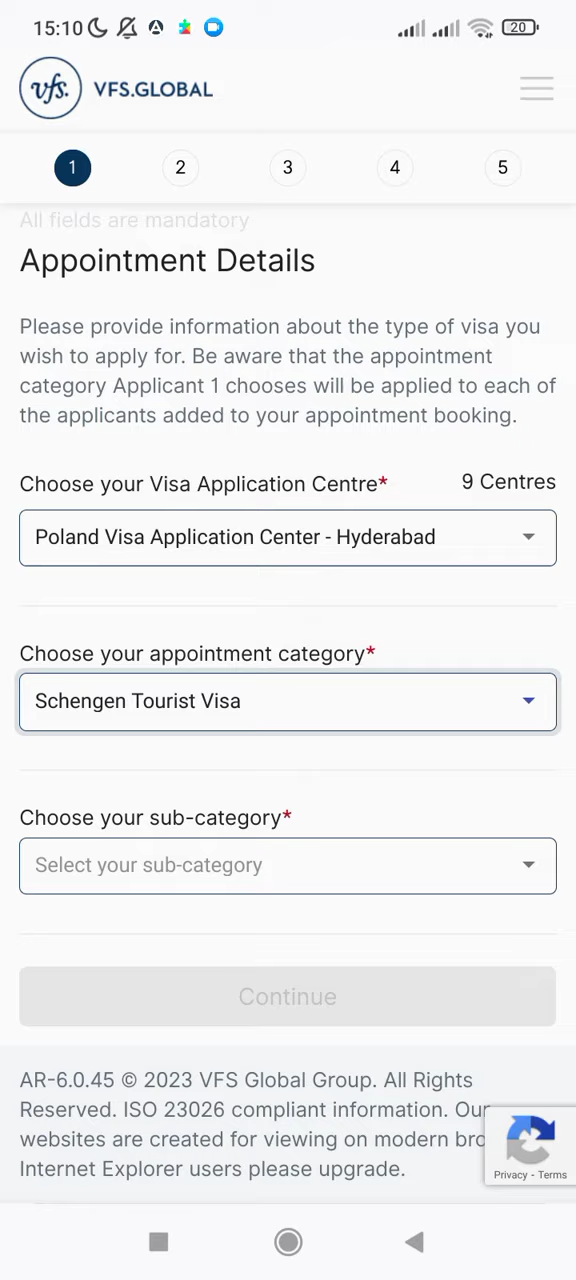 15:10
20
vfs. VFS.GLOBAL
1 2 3 4 5
All fields are mandatory
Appointment Details
Please provide information about the type of visa you
wish to apply for. Be aware that the appointment
category Applicant 1 chooses will be applied to each of
the applicants added to your appointment booking.
Choose your Visa Application Centre* 9 Centres
Poland Visa Application Center - Hyderabad
Choose your appointment category*
Schengen Tourist Visa
Choose your sub-category*
Select your sub-category
Continue
AR-6.0.45 © 2023 VFS Global Group. All Rights
Reserved. ISO 23026 compliant information. Our
websites are created for viewing on modern bro
Internet Explorer users please upgrade.
Privacy - Terms